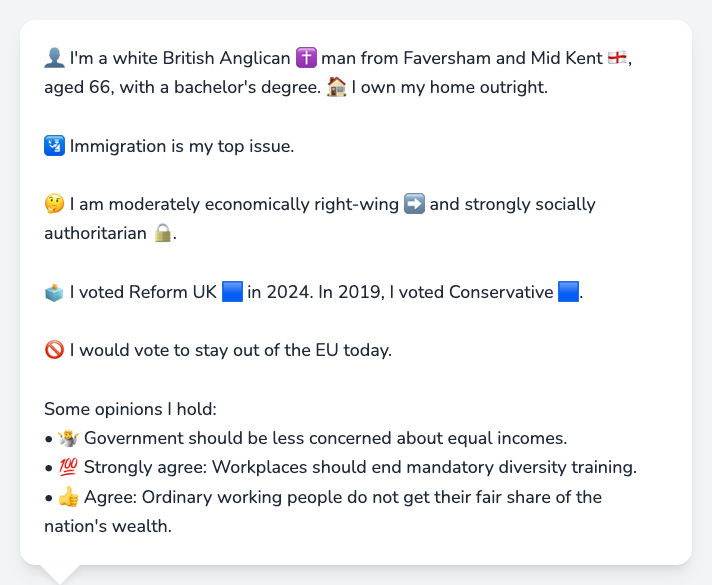 👤 I'm a white British Anglican ✝️ man from Faversham and Mid Kent 🏴󠁧󠁢󠁥󠁮󠁧󠁿,
aged 66, with a bachelor's degree. 🏠 I own my home outright.
🛂 Immigration is my top issue.
🤔 I am moderately economically right-wing ➡️ and strongly socially
authoritarian 🔒.
🗳️ I voted Reform UK 🟦 in 2024. In 2019, I voted Conservative 🟦.
🚫 I would vote to stay out of the EU today.
Some opinions I hold:
• 🤷 Government should be less concerned about equal incomes.
• 💯 Strongly agree: Workplaces should end mandatory diversity training.
• 👍 Agree: Ordinary working people do not get their fair share of the
nation's wealth.